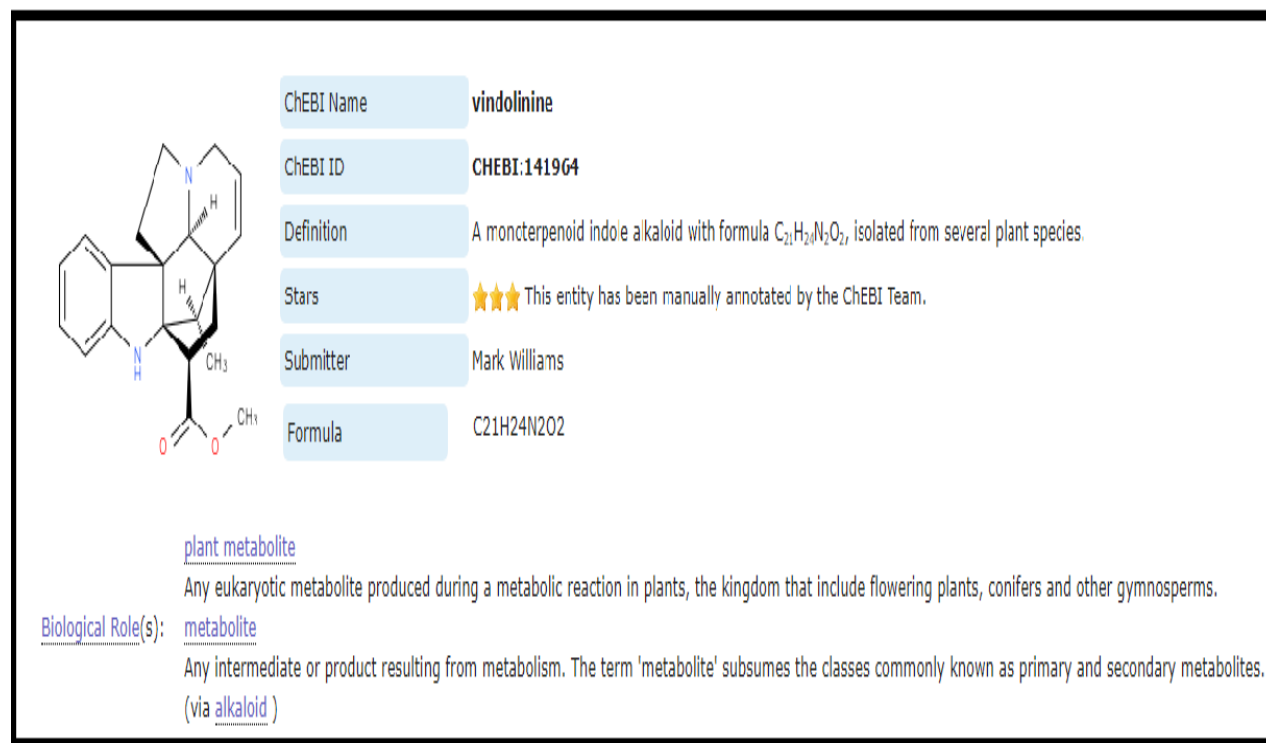 ChEBI Name vindolinine
ChEBI ID CHEBI:141964
Definition A moncterpenoid indole alkaloid with formula C₂₁H₂₄N₂O₂, isolated from several plant species.
Stars This entity has been manually annotated by the ChEBI Team.
Submitter Mark Williams
Formula C21H24N2O2
N
H
H
N
H
CH₃
CH₃
O
O
plant metabolite
Any eukaryotic metabolite produced during a metabolic reaction in plants, the kingdom that include flowering plants, conifers and other gymnosperms.
Biological Role(s): metabolite
Any intermediate or product resulting from metabolism. The term 'metabolite' subsumes the classes commonly known as primary and secondary metabolites.
(via alkaloid )